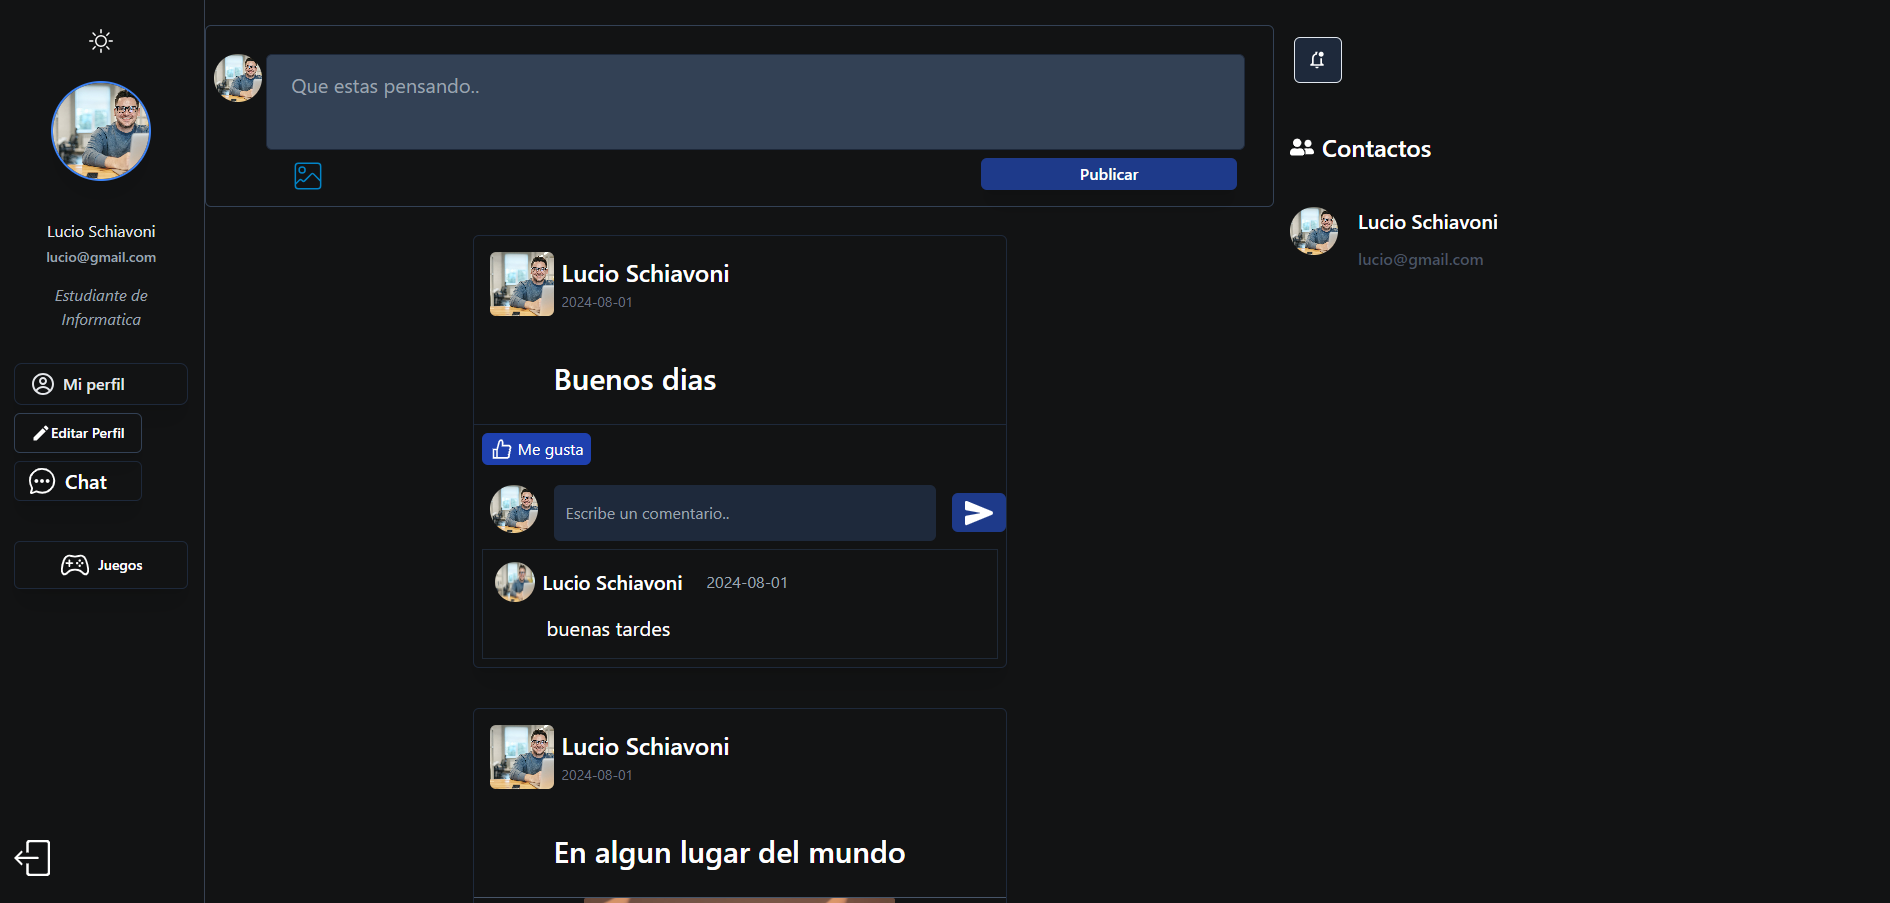 Lucio Schiavoni
lucio@gmail.com
Estudiante de
Informatica
Mi perfil
Editar Perfil
Chat
Juegos
Que estas pensando..
Publicar
Lucio Schiavoni
2024-08-01
Buenos dias
Me gusta
Escribe un comentario..
Lucio Schiavoni 2024-08-01
buenas tardes
Lucio Schiavoni
2024-08-01
En algun lugar del mundo
Contactos
Lucio Schiavoni
lucio@gmail.com